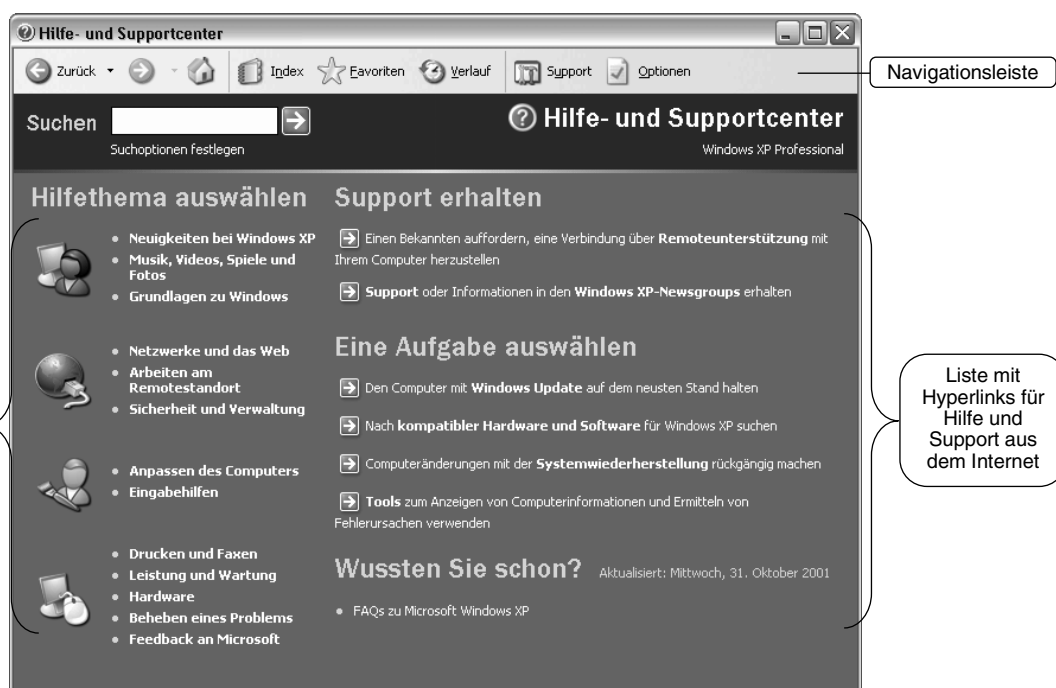 Hilfe- und Supportcenter
Zurück
Index
Favoriten
Verlauf
Support
Optionen
Navigationsleiste
Suchen
Suchoptionen festlegen
Hilfe- und Supportcenter
Windows XP Professional
Hilfethema auswählen
Neuigkeiten bei Windows XP
Musik, Videos, Spiele und
Fotos
Grundlagen zu Windows
Netzwerke und das Web
Arbeiten am
Remotestandort
Sicherheit und Verwaltung
Anpassen des Computers
Eingabehilfen
Drucken und Faxen
Leistung und Wartung
Hardware
Beheben eines Problems
Feedback an Microsoft
Support erhalten
Einen Bekannten auffordern, eine Verbindung über Remoteunterstützung mit
Ihrem Computer herzustellen
Support oder Informationen in den Windows XP-Newsgroups erhalten
Eine Aufgabe auswählen
Den Computer mit Windows Update auf dem neusten Stand halten
Nach kompatibler Hardware und Software für Windows XP suchen
Computeränderungen mit der Systemwiederherstellung rückgängig machen
Tools zum Anzeigen von Computerinformationen und Ermitteln von
Fehlerursachen verwenden
Wussten Sie schon?
Aktualisiert: Mittwoch, 31. Oktober 2001
FAQs zu Microsoft Windows XP
Liste mit
Hyperlinks für
Hilfe und
Support aus
dem Internet